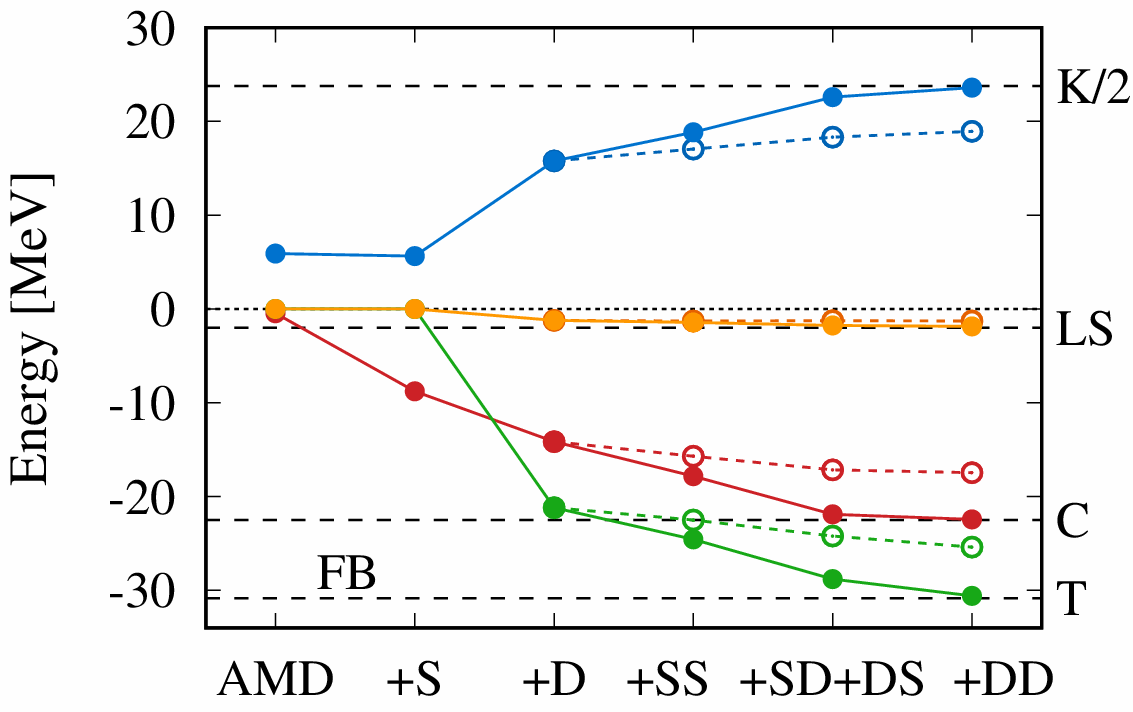 30
20
10
0
-10
-20
-30
Energy [MeV]
K/2
LS
C
T
FB
AMD +S +D +SS +SD+DS +DD